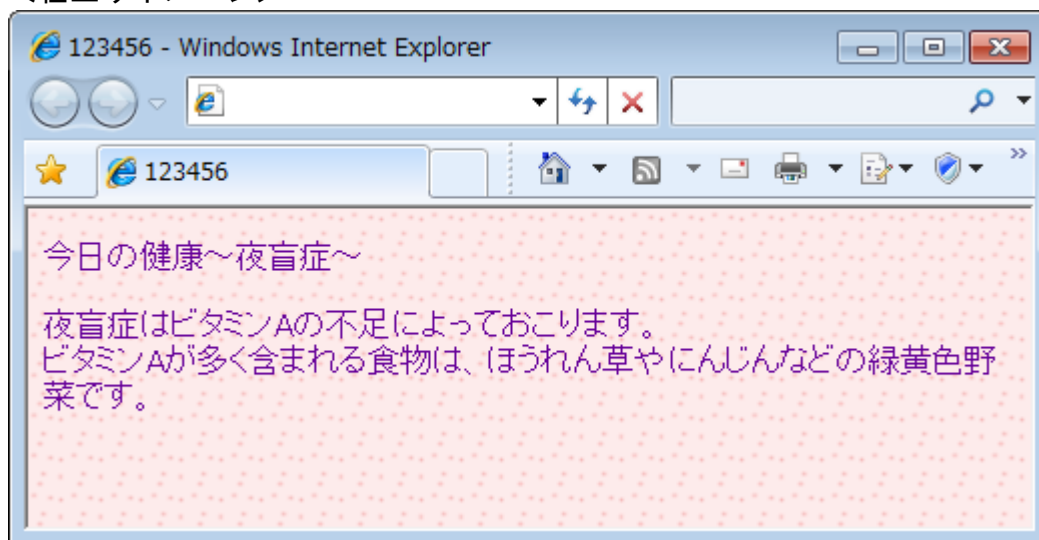 123456 - Windows Internet Explorer
123456
今日の健康～夜盲症～
夜盲症はビタミンAの不足によっておこります。
ビタミンAが多く含まれる食物は、ほうれん草やにんじんなどの緑黄色野
菜です。